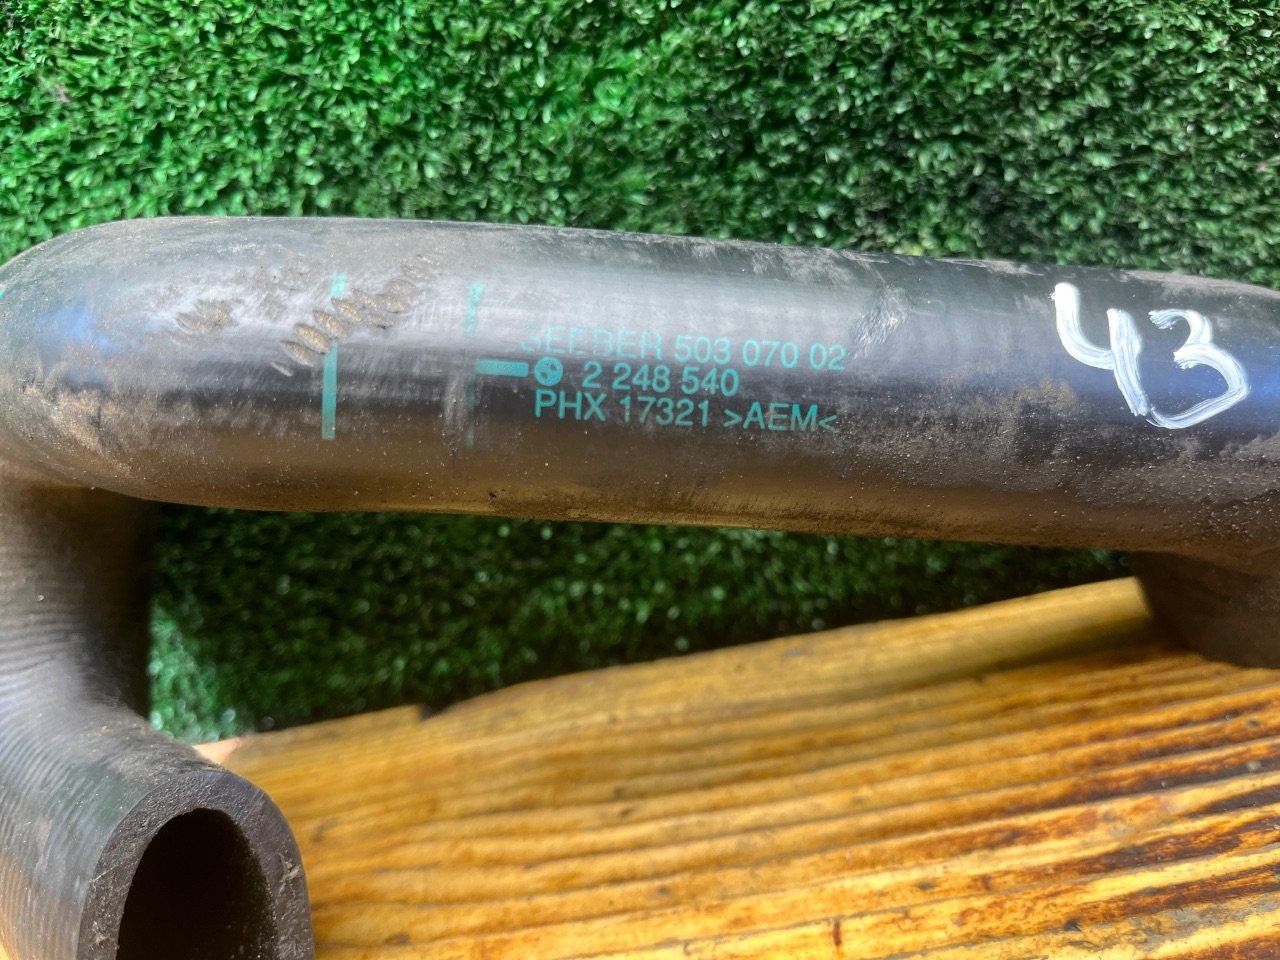 SEEBER 503 070 02
2 248 540
PHX 17321 >AEM<
43